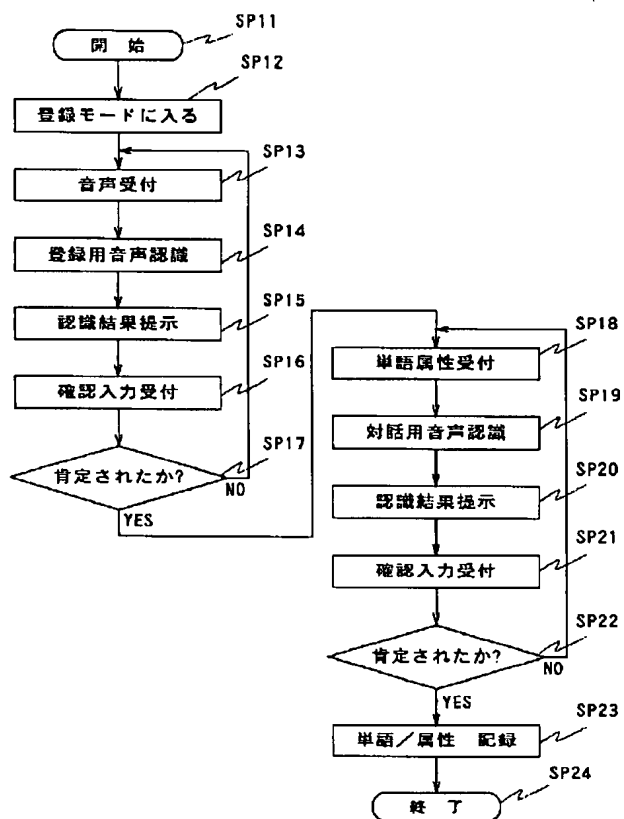 SP11
開 始
SP12
登録モードに入る
SP13
音声受付
SP14
登録用音声認識
SP15
認識結果提示
SP16
確認入力受付
SP17
肯定されたか?
NO
YES
SP18
単語属性受付
SP19
対話用音声認識
SP20
認識結果提示
SP21
確認入力受付
SP22
肯定されたか?
NO
YES
SP23
単語/属性 記録
SP24
終 了